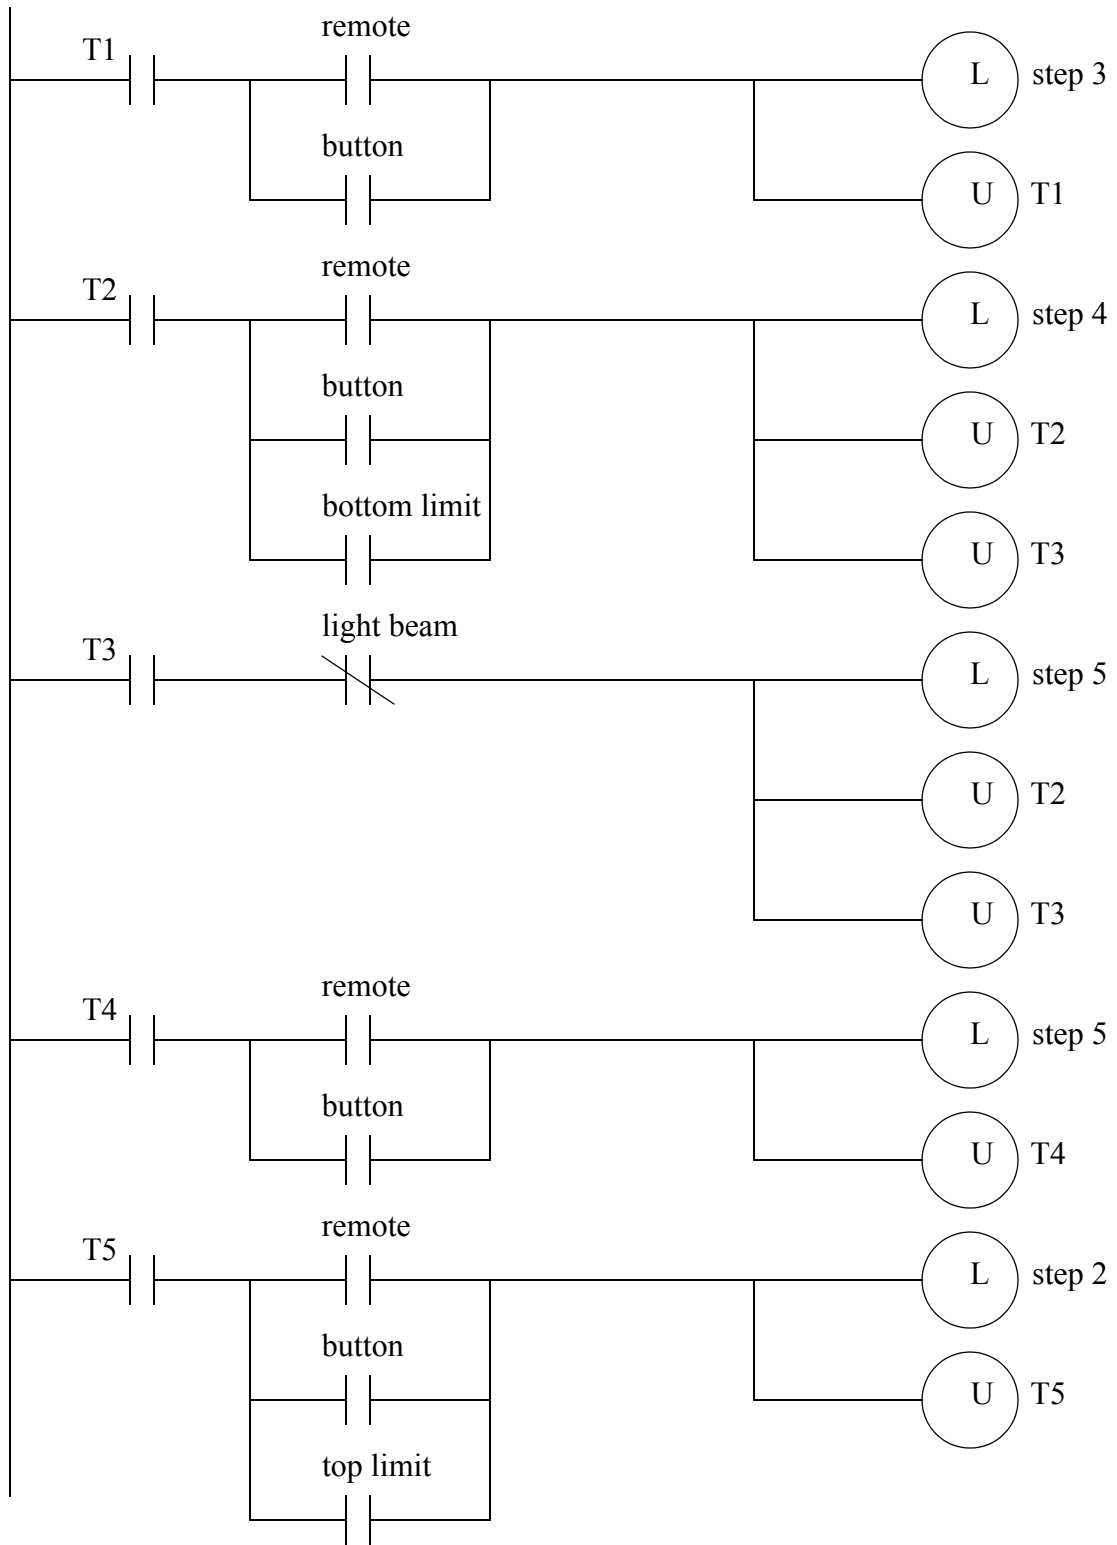 remote
T1
L step 3
button
U T1
remote
T2
L step 4
button
U T2
bottom limit
U T3
light beam
T3
L step 5
U T2
U T3
remote
T4
L step 5
button
U T4
remote
T5
L step 2
button
U T5
top limit